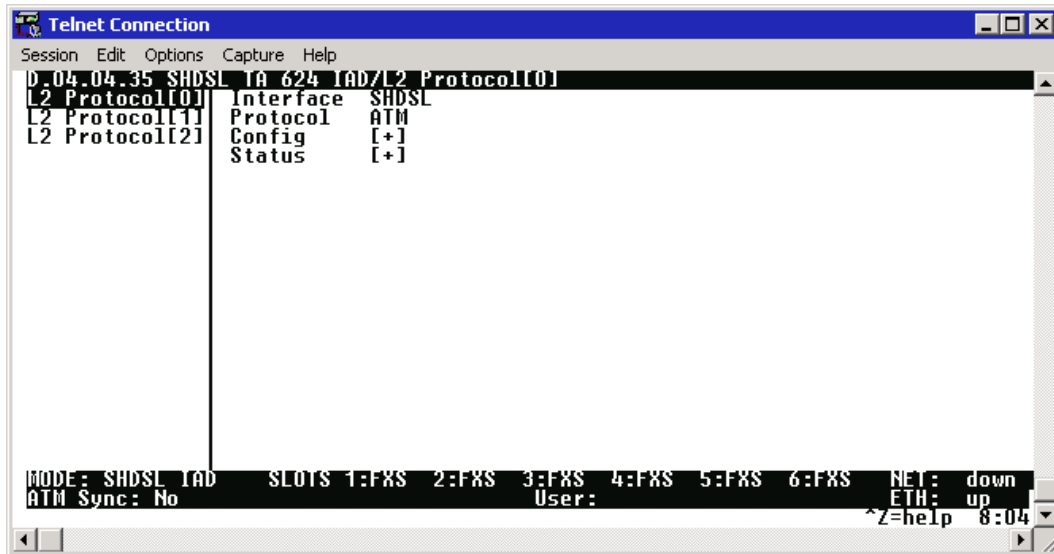 Telnet Connection
Session Edit Options Capture Help
D.04.04.35 SHDSL TA 624 IAD/L2 Protocol[0]
L2 Protocol[0] Interface SHDSL
L2 Protocol[1] Protocol ATM
L2 Protocol[2] Config [+]
Status [+]
MODE: SHDSL IAD SLOTS 1:FXS 2:FXS 3:FXS 4:FXS 5:FXS 6:FXS NET: down
ATM Sync: No User: ETH: up
^Z=help 8:04